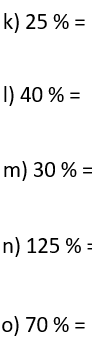 k) 25 % =
l) 40 % =
m) 30 % =
n) 125 % =
o) 70 % =